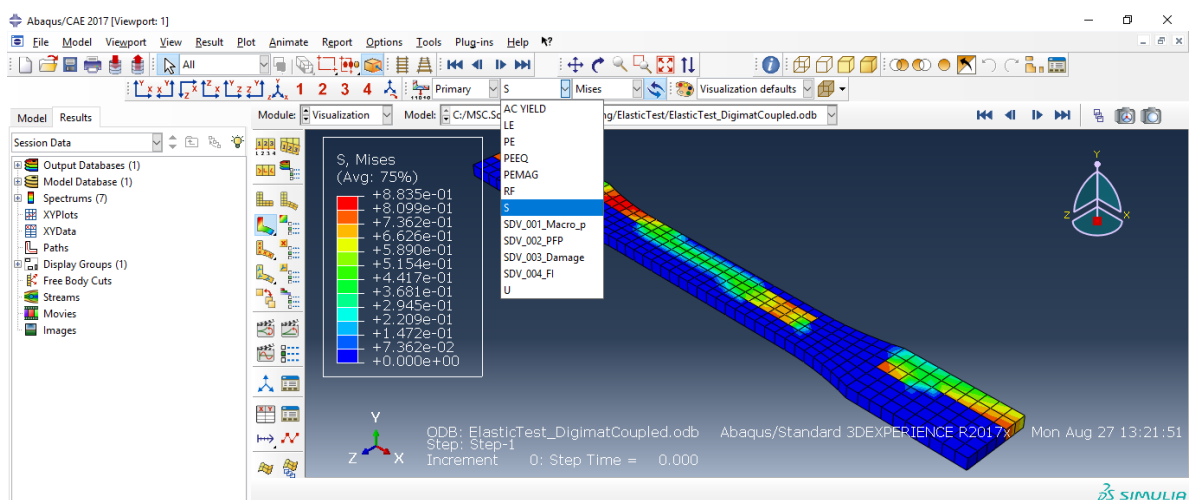 Abaqus/CAE 2017 [Viewport: 1]
File Model Viewport View Result Plot Animate Report Options Tools Plug-ins Help
All
1 2 3 4 Primary S Mises Visualization defaults
Model Results
Module: Visualization Model: C:/MSC.So ng/ElasticTest/ElasticTest_DigimatCoupled.odb
Session Data
Output Databases (1)
Model Database (1)
Spectrums (7)
XYPlots
XYData
Paths
Display Groups (1)
Free Body Cuts
Streams
Movies
Images
S, Mises
(Avg: 75%)
+8.835e-01
+8.099e-01
+7.362e-01
+6.626e-01
+5.890e-01
+5.154e-01
+4.417e-01
+3.681e-01
+2.945e-01
+2.209e-01
+1.472e-01
+7.362e-02
+0.000e+00
AC YIELD
LE
PE
PEEQ
PEMAG
RF
S
SDV_001_Macro_p
SDV_002_PFP
SDV_003_Damage
SDV_004_FI
U
Y
Z X
Y
Z X
ODB: ElasticTest_DigimatCoupled.odb Abaqus/Standard 3DEXPERIENCE R2017x Mon Aug 27 13:21:51
Step: Step-1
Increment 0: Step Time = 0.000
SIMULIA